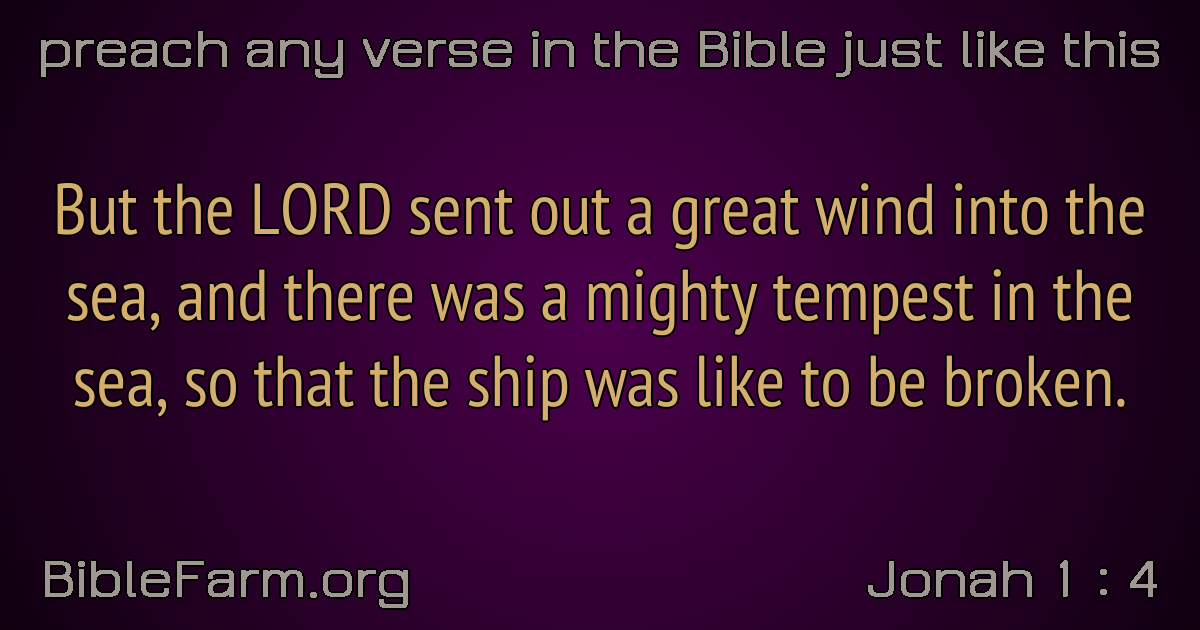 preach any verse in the Bible just like this
But the LORD sent out a great wind into the
sea, and there was a mighty tempest in the
sea, so that the ship was like to be broken.
BibleFarm.org
Jonah 1 : 4